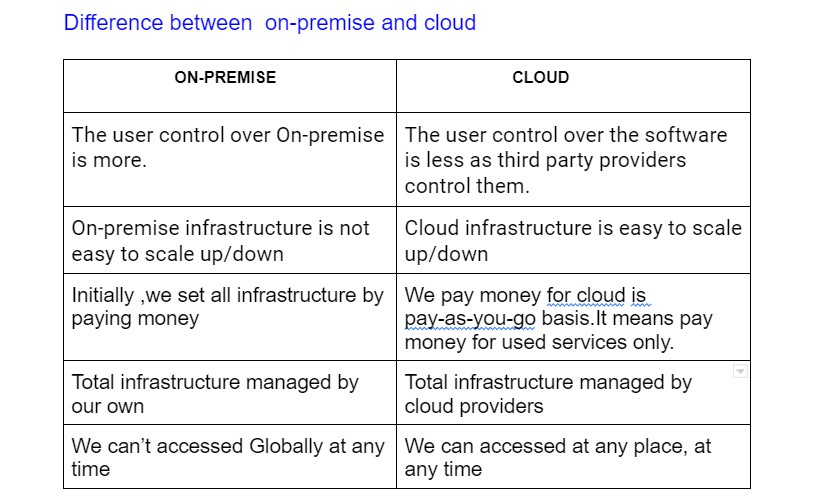 Difference between  on-premise and cloud
ON-PREMISE
CLOUD
The user control over On-premise
is more.
The user control over the software
is less as third party providers
control them.
On-premise infrastructure is not
easy to scale up/down
Cloud infrastructure is easy to scale
up/down
Initially ,we set all infrastructure by
paying money
We pay money for cloud is
pay-as-you-go basis.It means pay
money for used services only.
Total infrastructure managed by
our own
Total infrastructure managed by
cloud providers
We can’t accessed Globally at any
time
We can accessed at any place, at
any time